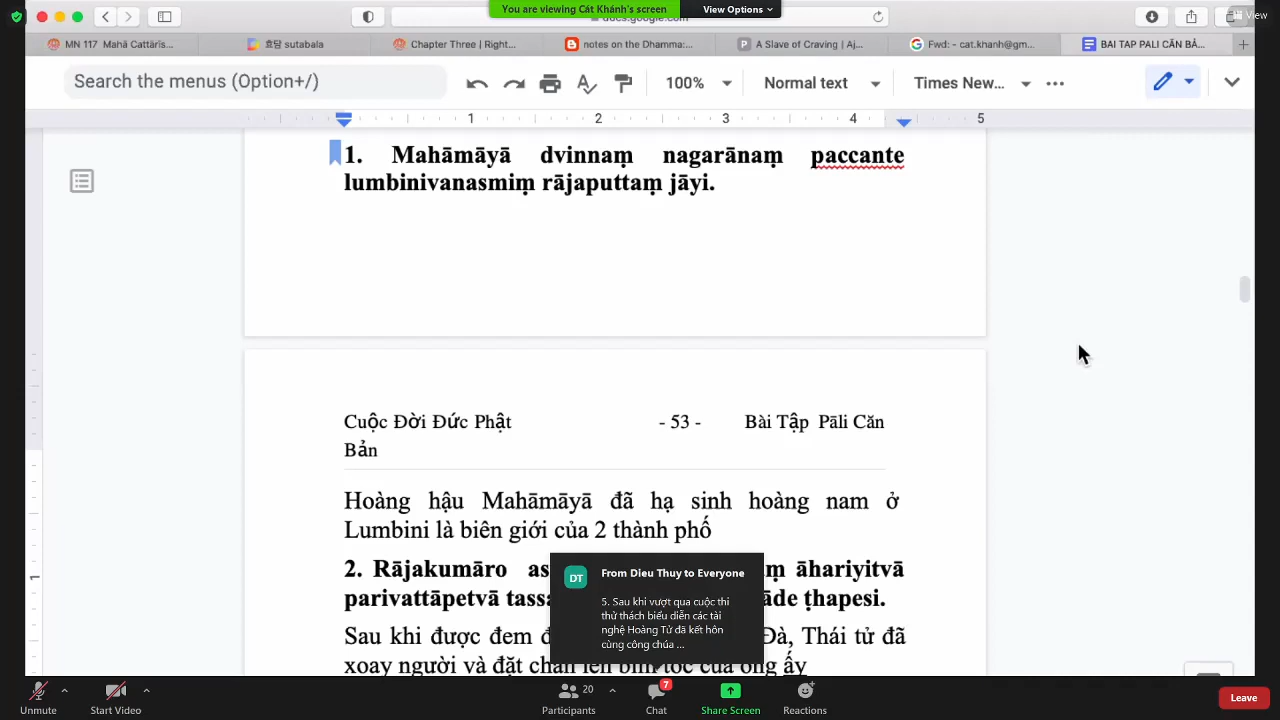 You are viewing Cát Khánh's screen
View Options
View
MN 117 Mahā Cattārīs...
효담 sutabala
Chapter Three | Right...
notes on the Dhamma:...
A Slave of Craving | Aj...
Fwd: - cat.khanh@gm...
BAI TAP PALI CĂN BẢ...
Search the menus (Option+/)
100%
Normal text
Times New...
1 2 3 4 5
1. Mahāmāyā dvinnaṃ nagarānaṃ paccante
lumbinivanasmiṃ rājaputtaṃ jāyi.
Cuộc Đời Đức Phật - 53 - Bài Tập Pāli Căn
Bản
Hoàng hậu Mahāmāyā đã hạ sinh hoàng nam ở
Lumbini là biên giới của 2 thành phố
2. Rājakumāro as ṃ āhariyitvā
parivattāpetvā tassa āde ṭhapesi.
Sau khi được đem đ Đà, Thái tử đã
xoay người và đặt chân lên bính tóc của ông ấy
DT
From Dieu Thuy to Everyone
5. Sau khi vượt qua cuộc thi
thử thách biểu diễn các tài
nghệ Hoàng Tử đã kết hôn
cùng công chúa ...
1
Unmute
Start Video
20
Participants
7
Chat
Share Screen
Reactions
Leave